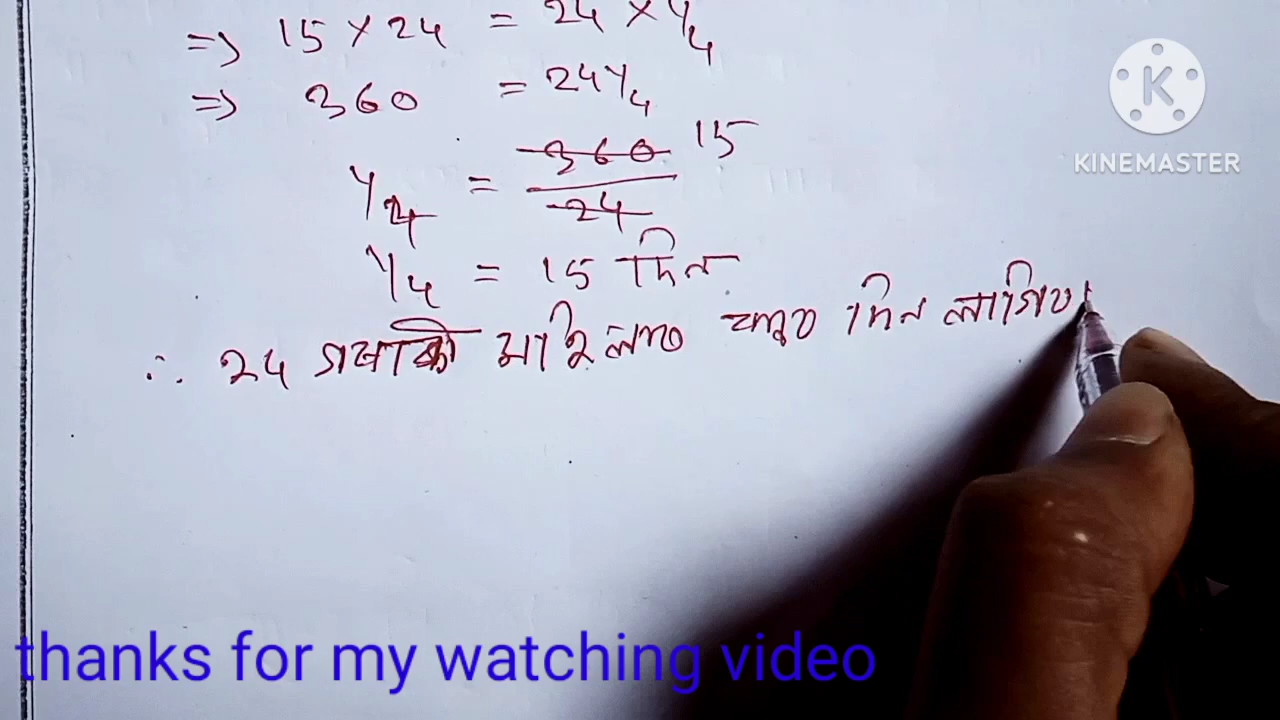 ⇒ 15 × 24 = 24 × y₄
⇒ 360 = 24y₄
y₄ = 360/24 15
y₄ = 15 দিন
∴ 24 দিন লাগিব
KINEMASTER
thanks for my watching video